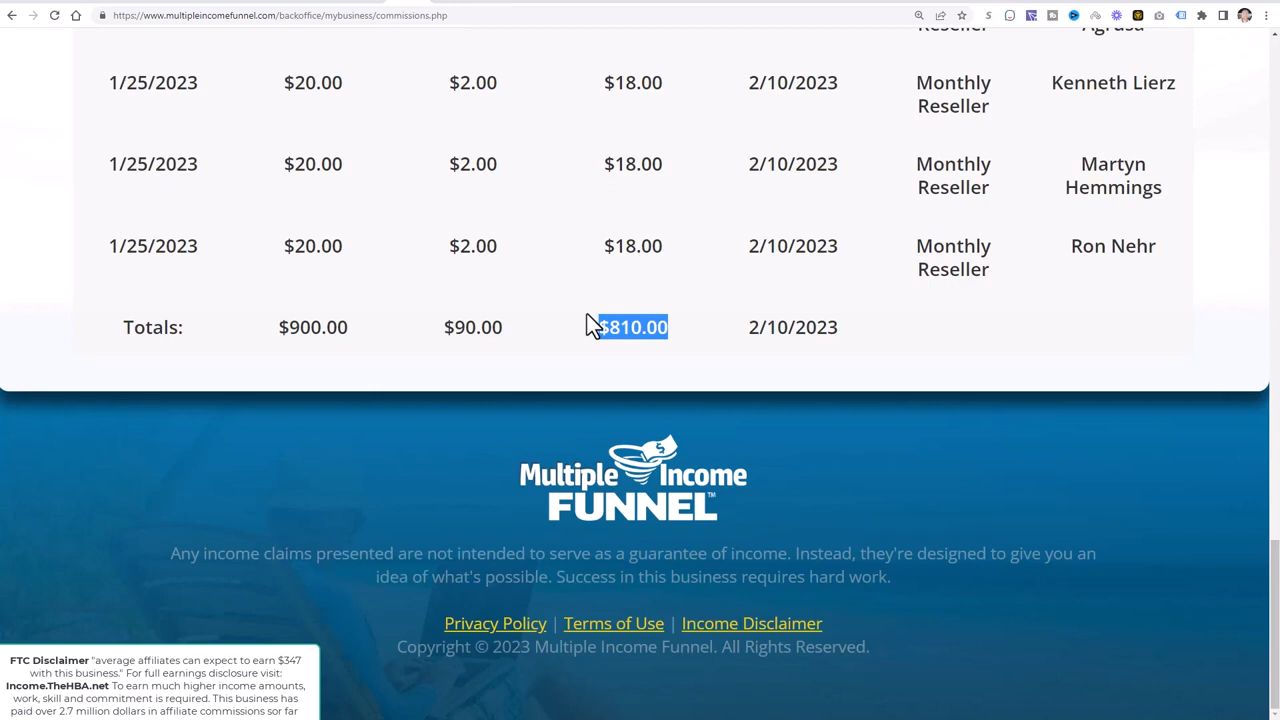 https://www.multipleincomefunnel.com/backoffice/mybusiness/commissions.php
Reseller Agrusa
1/25/2023 $20.00 $2.00 $18.00 2/10/2023 Monthly Reseller Kenneth Lierz
1/25/2023 $20.00 $2.00 $18.00 2/10/2023 Monthly Reseller Martyn Hemmings
1/25/2023 $20.00 $2.00 $18.00 2/10/2023 Monthly Reseller Ron Nehr
Totals: $900.00 $90.00 $810.00 2/10/2023
Multiple Income
FUNNEL™
Any income claims presented are not intended to serve as a guarantee of income. Instead, they're designed to give you an
idea of what's possible. Success in this business requires hard work.
Privacy Policy | Terms of Use | Income Disclaimer
Copyright © 2023 Multiple Income Funnel. All Rights Reserved.
FTC Disclaimer "average affiliates can expect to earn $347
with this business." For full earnings disclosure visit:
Income.TheHBA.net To earn much higher income amounts,
work, skill and commitment is required. This business has
paid over 2.7 million dollars in affiliate commissions sor far